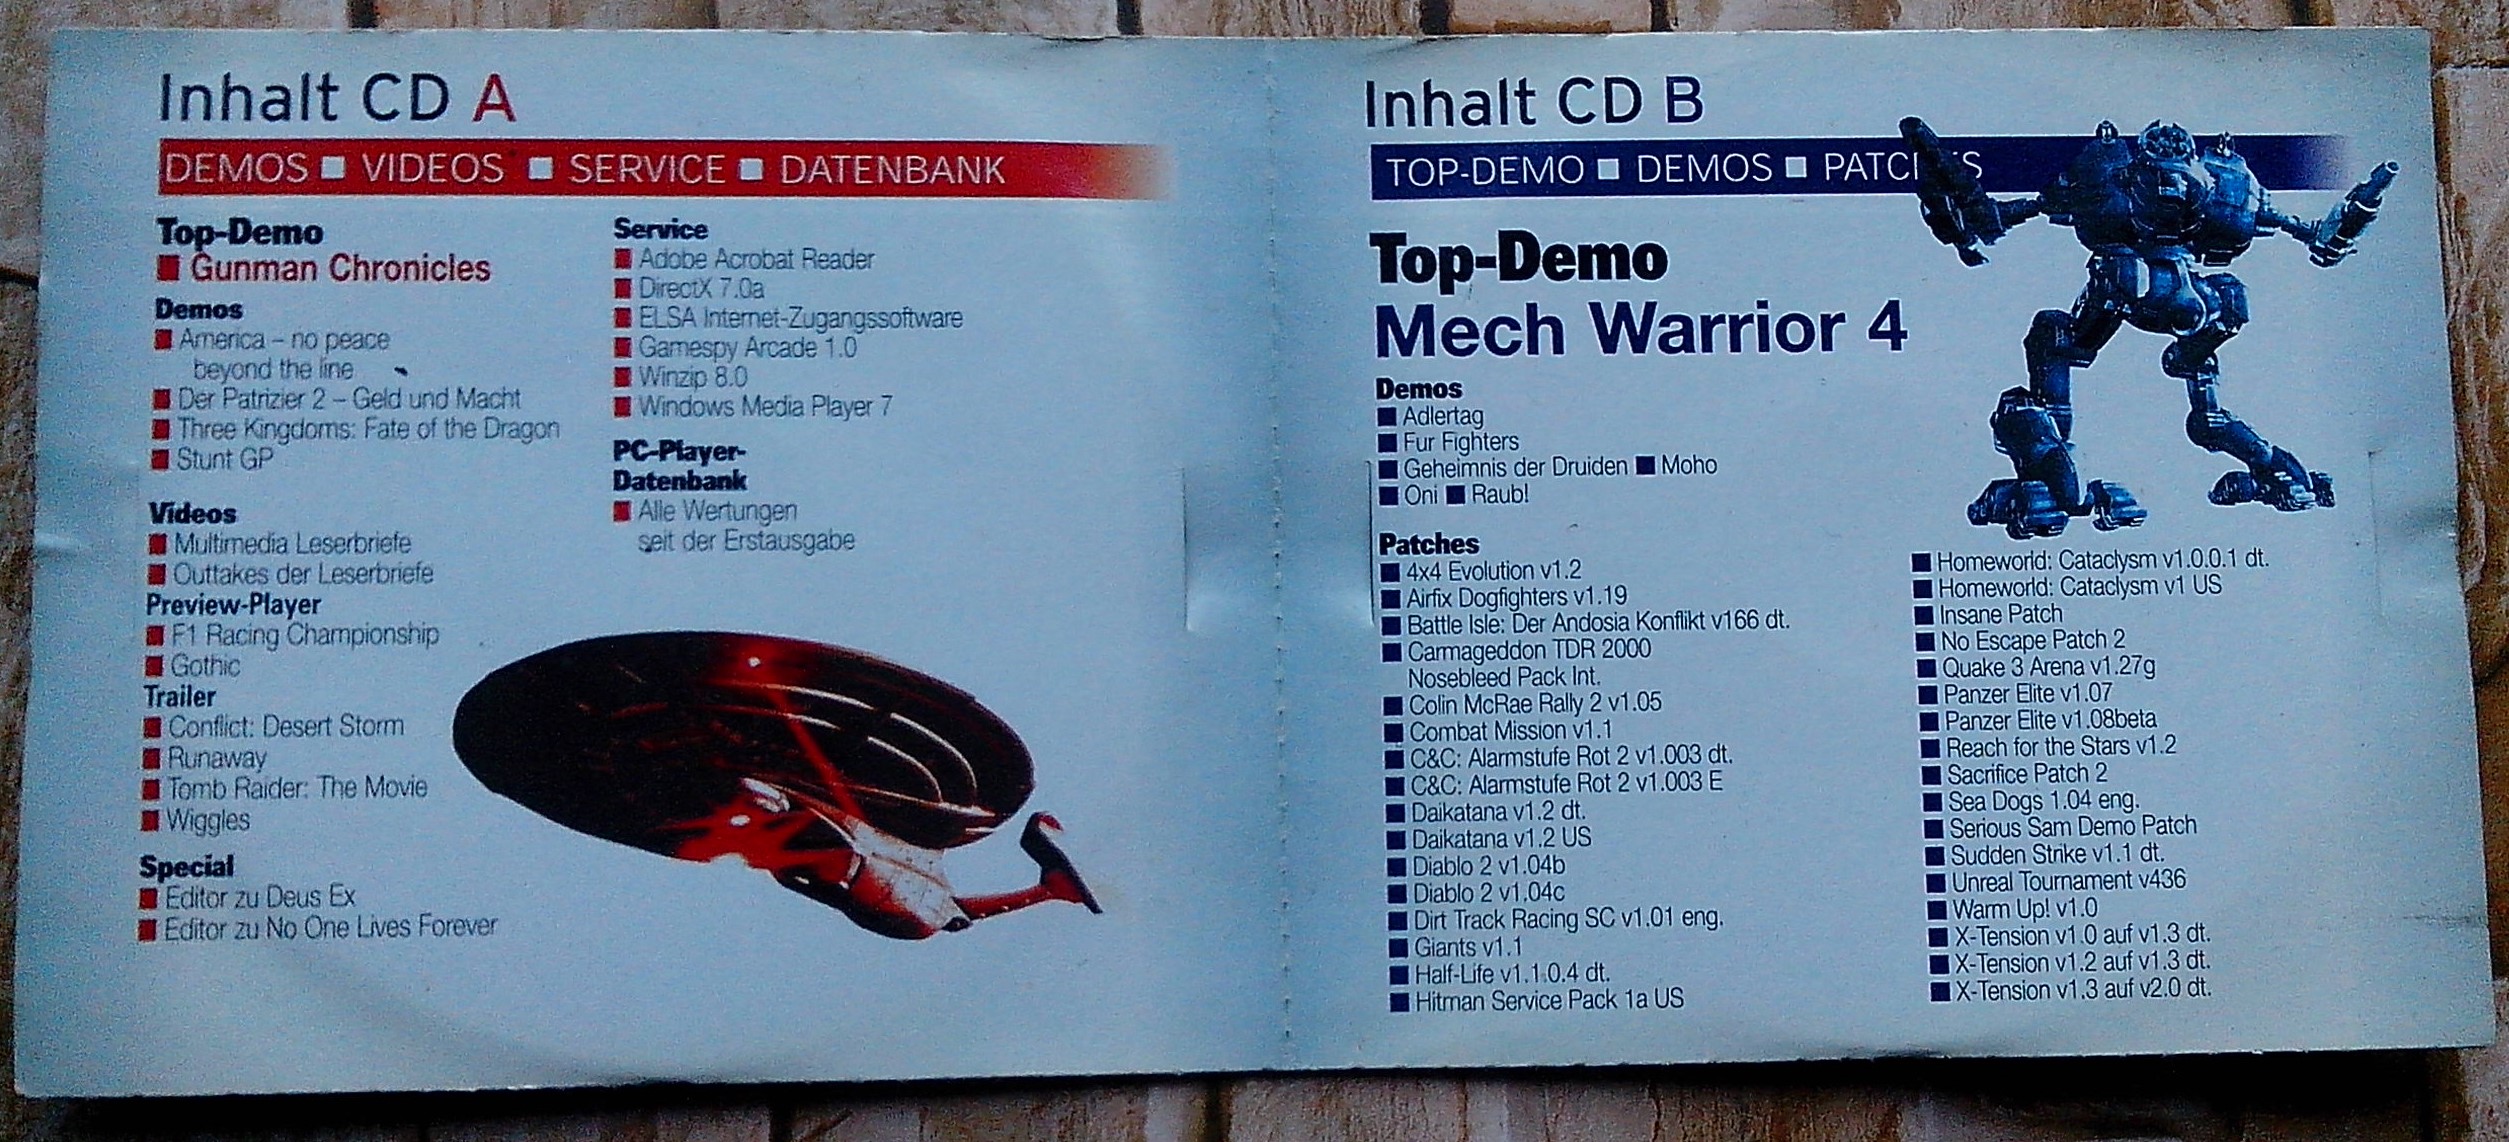 Inhalt CD A
DEMOS ■ VIDEOS ■ SERVICE ■ DATENBANK
Top-Demo
■ Gunman Chronicles
Demos
■ America – no peace
beyond the line
■ Der Patrizier 2 – Geld und Macht
■ Three Kingdoms: Fate of the Dragon
■ Stunt GP
Videos
■ Multimedia Leserbriefe
■ Outtakes der Leserbriefe
Preview-Player
■ F1 Racing Championship
■ Gothic
Trailer
■ Conflict: Desert Storm
■ Runaway
■ Tomb Raider: The Movie
■ Wiggles
Special
■ Editor zu Deus Ex
■ Editor zu No One Lives Forever
Service
■ Adobe Acrobat Reader
■ DirectX 7.0a
■ ELSA Internet-Zugangssoftware
■ Gamespy Arcade 1.0
■ Winzip 8.0
■ Windows Media Player 7
PC-Player-
Datenbank
■ Alle Wertungen
seit der Erstausgabe
Inhalt CD B
TOP-DEMO ■ DEMOS ■ PATCHES
Top-Demo
Mech Warrior 4
Demos
■ Adlertag
■ Fur Fighters
■ Geheimnis der Druiden ■ Moho
■ Oni ■ Raub!
Patches
■ 4x4 Evolution v1.2
■ Airfix Dogfighters v1.19
■ Battle Isle: Der Andosia Konflikt v166 dt.
■ Carmageddon TDR 2000
Nosebleed Pack Int.
■ Colin McRae Rally 2 v1.05
■ Combat Mission v1.1
■ C&C: Alarmstufe Rot 2 v1.003 dt.
■ C&C: Alarmstufe Rot 2 v1.003 E
■ Daikatana v1.2 dt.
■ Daikatana v1.2 US
■ Diablo 2 v1.04b
■ Diablo 2 v1.04c
■ Dirt Track Racing SC v1.01 eng.
■ Giants v1.1
■ Half-Life v1.1.0.4 dt.
■ Hitman Service Pack 1a US
■ Homeworld: Cataclysm v1.0.0.1 dt.
■ Homeworld: Cataclysm v1 US
■ Insane Patch
■ No Escape Patch 2
■ Quake 3 Arena v1.27g
■ Panzer Elite v1.07
■ Panzer Elite v1.08beta
■ Reach for the Stars v1.2
■ Sacrifice Patch 2
■ Sea Dogs 1.04 eng.
■ Serious Sam Demo Patch
■ Sudden Strike v1.1 dt.
■ Unreal Tournament v436
■ Warm Up! v1.0
■ X-Tension v1.0 auf v1.3 dt.
■ X-Tension v1.2 auf v1.3 dt.
■ X-Tension v1.3 auf v2.0 dt.